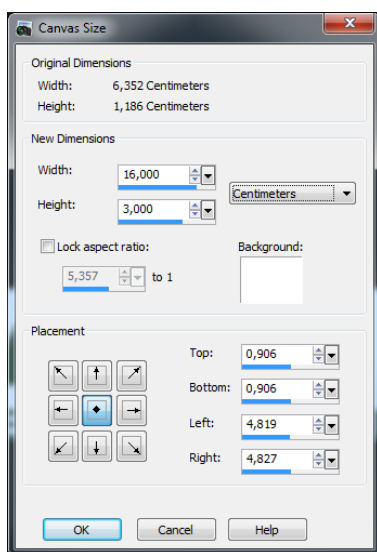 Canvas Size
Original Dimensions
Width: 6,352 Centimeters
Height: 1,186 Centimeters
New Dimensions
Width: 16,000
Centimeters
Height: 3,000
Lock aspect ratio: Background:
5,357 to 1
Placement
Top: 0,906
Bottom: 0,906
Left: 4,819
Right: 4,827
OK Cancel Help